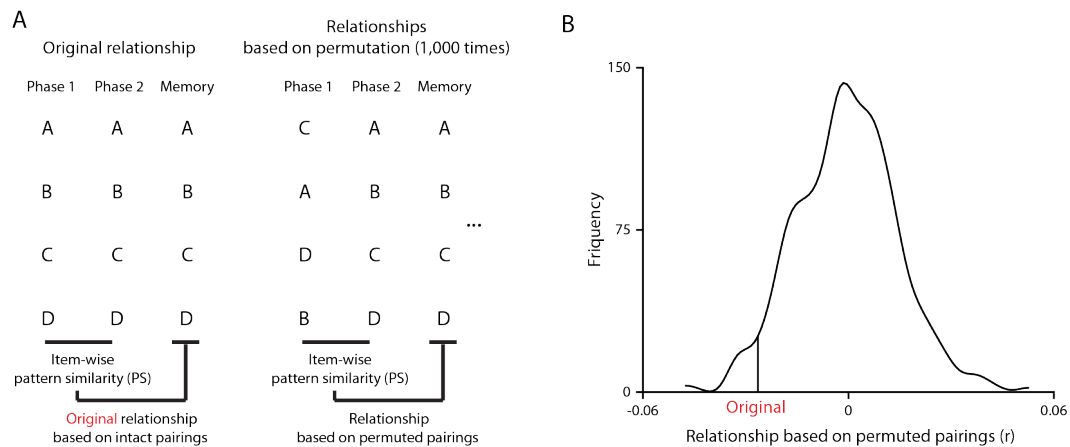 A
Original relationship
Relationships
based on permutation (1,000 times)
Phase 1 Phase 2 Memory
Phase 1 Phase 2 Memory
A A A
C A A
B B B
A B B
...
C C C
D C C
D D D
B D D
Item-wise
pattern similarity (PS)
Item-wise
pattern similarity (PS)
Original relationship
based on intact pairings
Relationship
based on permuted pairings
B
150
75
0
Friquency
-0.06
Original
0
0.06
Relationship based on permuted pairings (r)